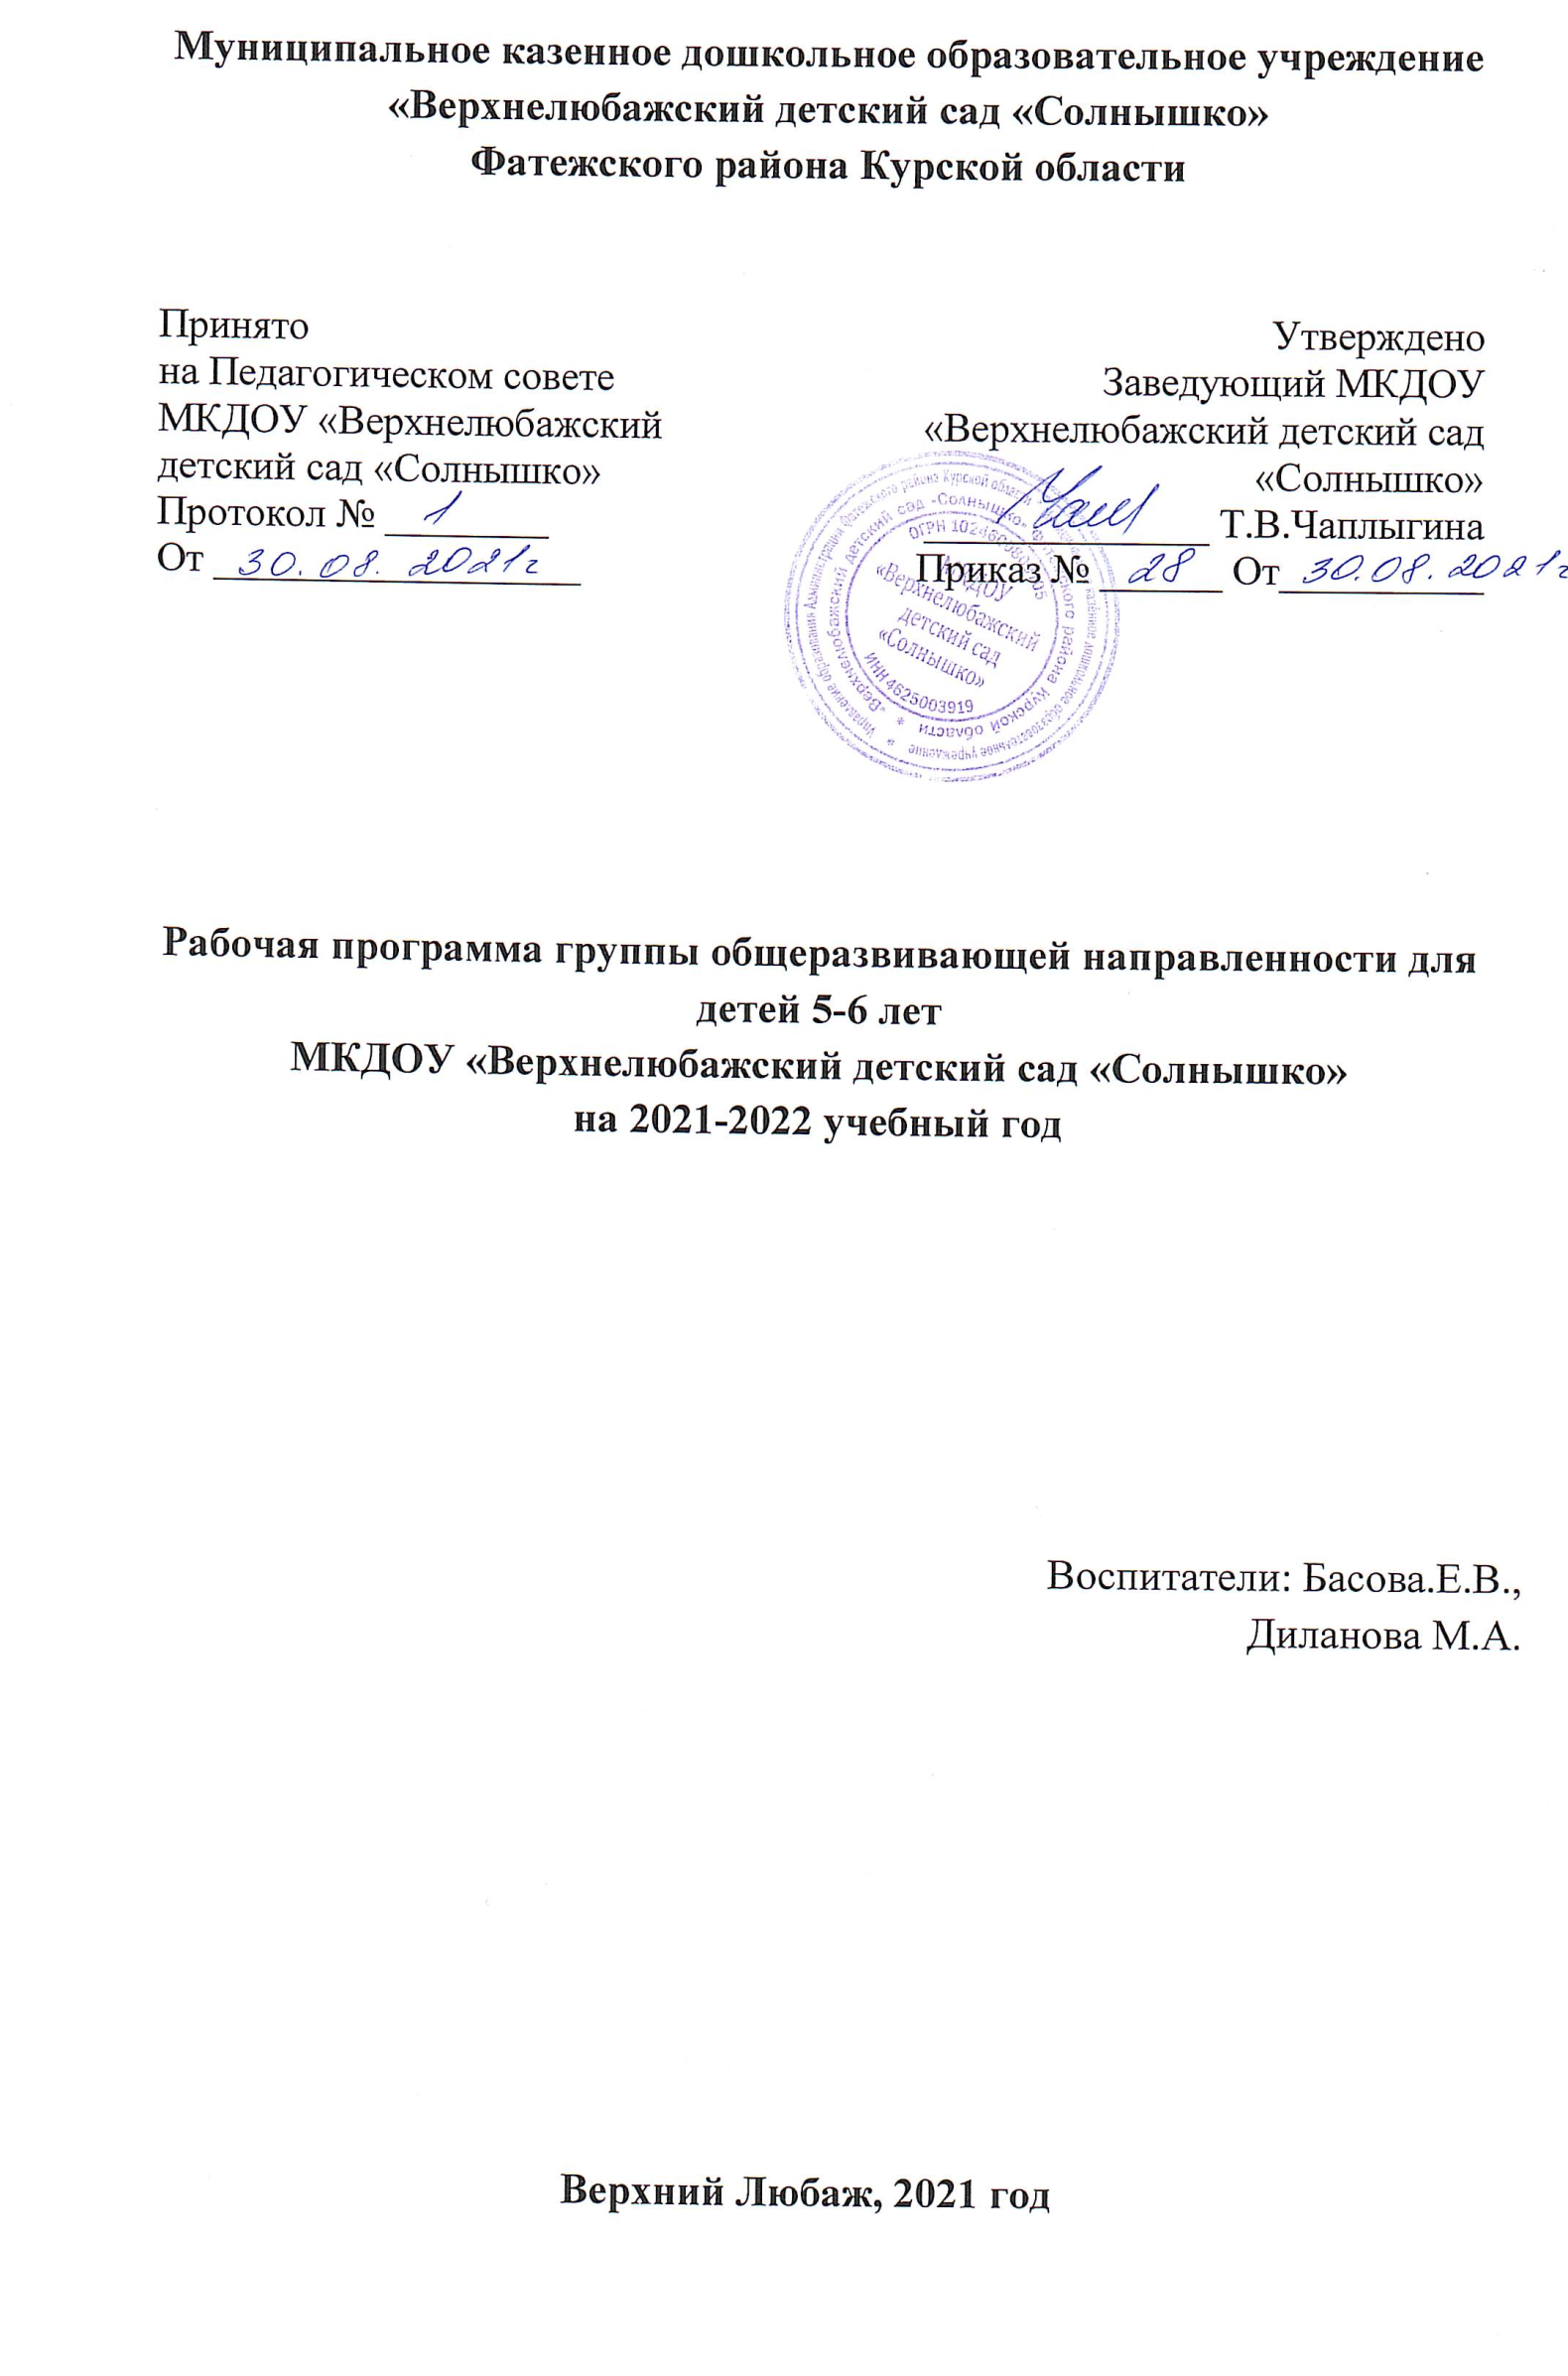 Муниципальное казенное дошкольное образовательное учреждение
«Верхнелюбажский детский сад «Солнышко»
Фатежского района Курской области
Принято
на Педагогическом совете
МКДОУ «Верхнелюбажский
детский сад «Солнышко»
Протокол № 1
От 30.08.2021г
Утверждено
Заведующий МКДОУ
«Верхнелюбажский детский сад
«Солнышко»
Т.В.Чаплыгина
Приказ № 28 От 30.08.2021г
МКДОУ
«Верхнелюбажский
детский сад
«Солнышко»
ИНН 4625003919
Рабочая программа группы общеразвивающей направленности для
детей 5-6 лет
МКДОУ «Верхнелюбажский детский сад «Солнышко»
на 2021-2022 учебный год
Воспитатели: Басова.Е.В.,
Диланова М.А.
Верхний Любаж, 2021 год